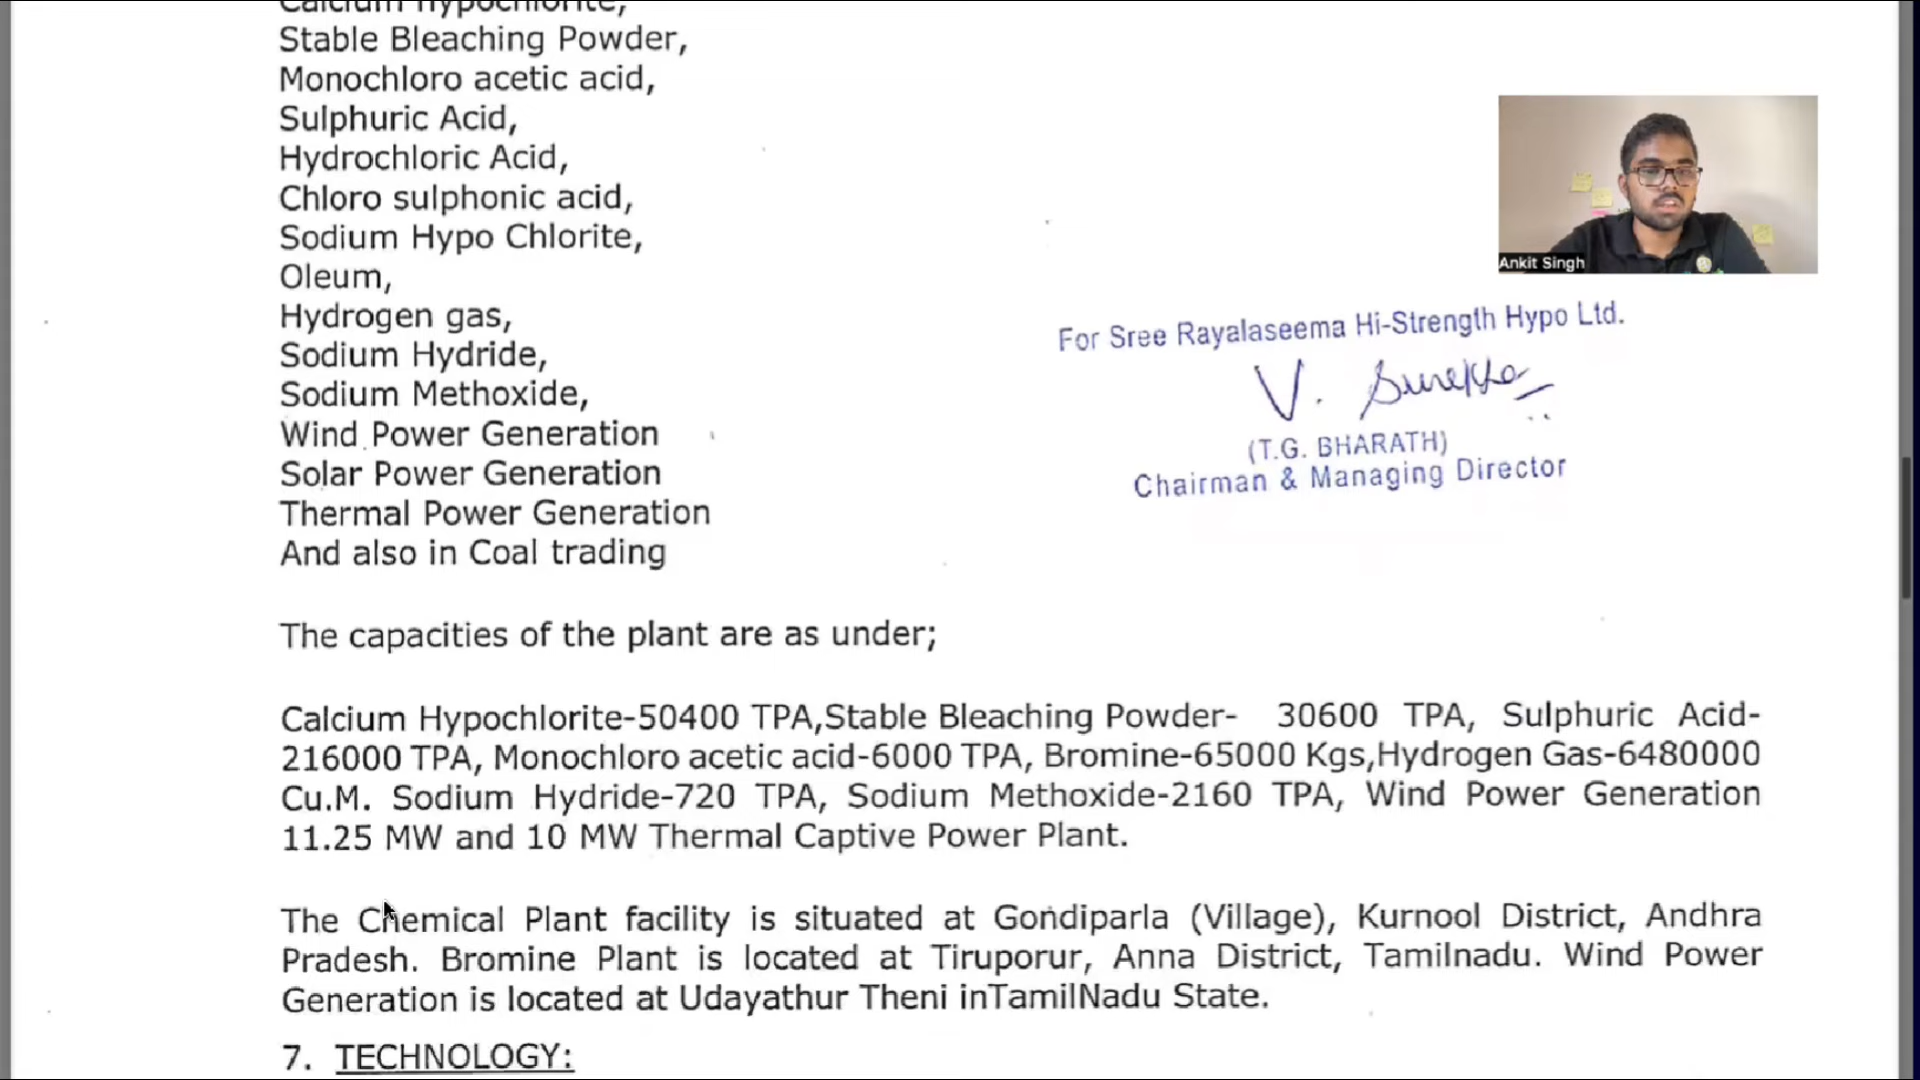 Calcium Hypochlorite,
Stable Bleaching Powder,
Monochloro acetic acid,
Sulphuric Acid,
Hydrochloric Acid,
Chloro sulphonic acid,
Sodium Hypo Chlorite,
Oleum,
Hydrogen gas,
Sodium Hydride,
Sodium Methoxide,
Wind Power Generation
Solar Power Generation
Thermal Power Generation
And also in Coal trading
Ankit Singh
For Sree Rayalaseema Hi-Strength Hypo Ltd.
V. Surekha
(T.G. BHARATH)
Chairman & Managing Director
The capacities of the plant are as under;
Calcium Hypochlorite-50400 TPA,Stable Bleaching Powder- 30600 TPA, Sulphuric Acid-
216000 TPA, Monochloro acetic acid-6000 TPA, Bromine-65000 Kgs,Hydrogen Gas-6480000
Cu.M. Sodium Hydride-720 TPA, Sodium Methoxide-2160 TPA, Wind Power Generation
11.25 MW and 10 MW Thermal Captive Power Plant.
The Chemical Plant facility is situated at Gondiparla (Village), Kurnool District, Andhra
Pradesh. Bromine Plant is located at Tiruporur, Anna District, Tamilnadu. Wind Power
Generation is located at Udayathur Theni inTamilNadu State.
7. TECHNOLOGY: